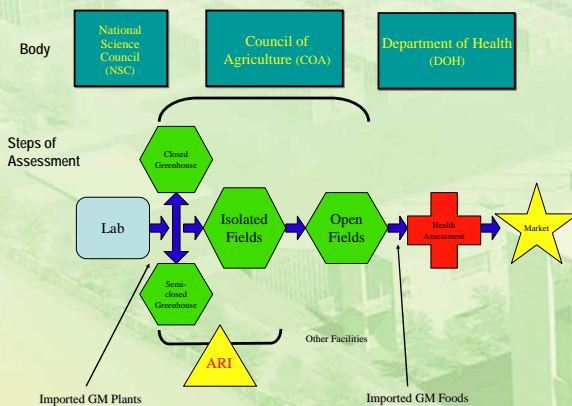 Body
National
Science
Council
(NSC)
Council of
Agriculture (COA)
Department of Health
(DOH)
Steps of
Assessment
Closed
Greenhouse
Lab
Isolated
Fields
Open
Fields
Health
Assessment
Market
Semi-
closed
Greenhouse
ARI
Other Facilities
Imported GM Plants
Imported GM Foods